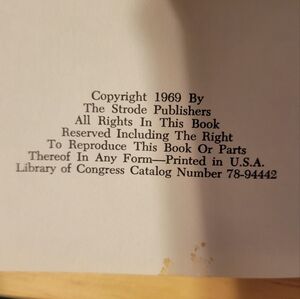 Copyright 1969 By
The Strode Publishers
All Rights In This Book
Reserved Including The Right
To Reproduce This Book Or Parts
Thereof In Any Form—Printed in U.S.A.
Library of Congress Catalog Number 78-94442